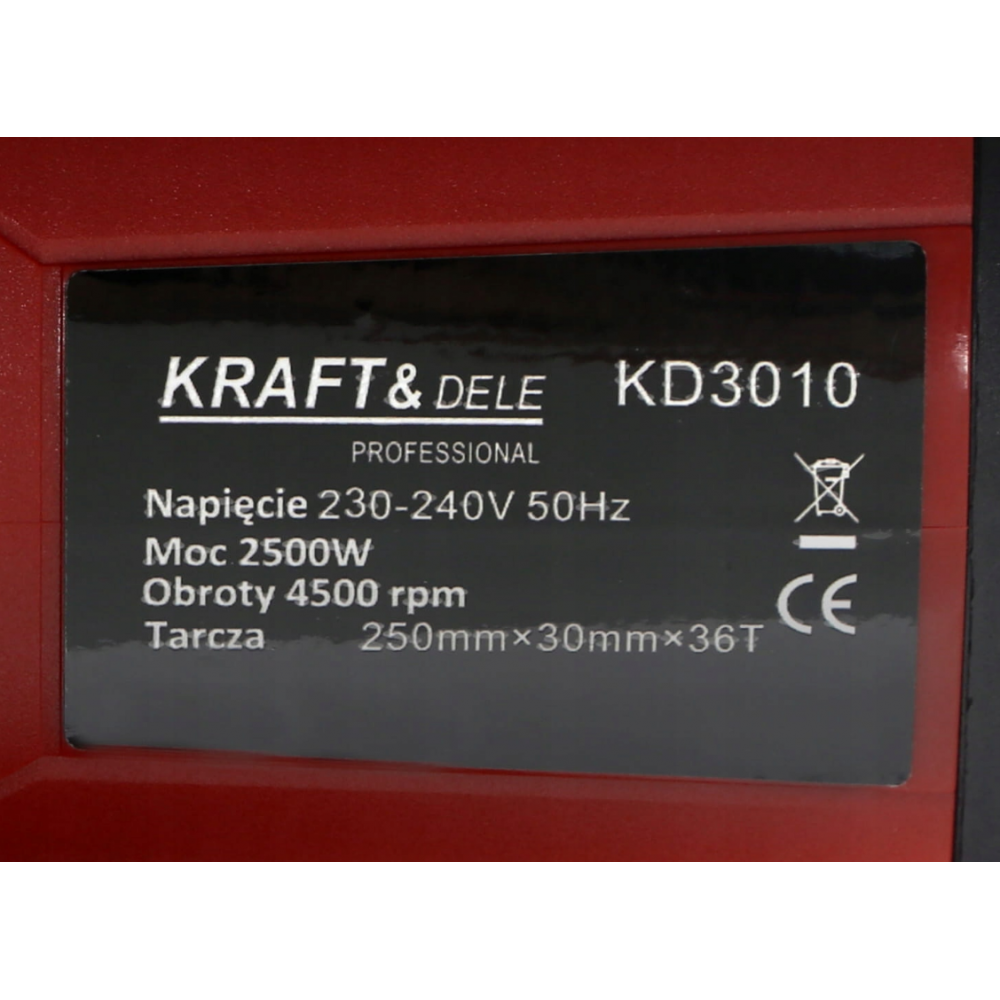 KRAFT & DELE KD3010
PROFESSIONAL
Napięcie 230-240V 50Hz
Moc 2500W
Obroty 4500 rpm
Tarcza 250mm×30mm×36T
CE